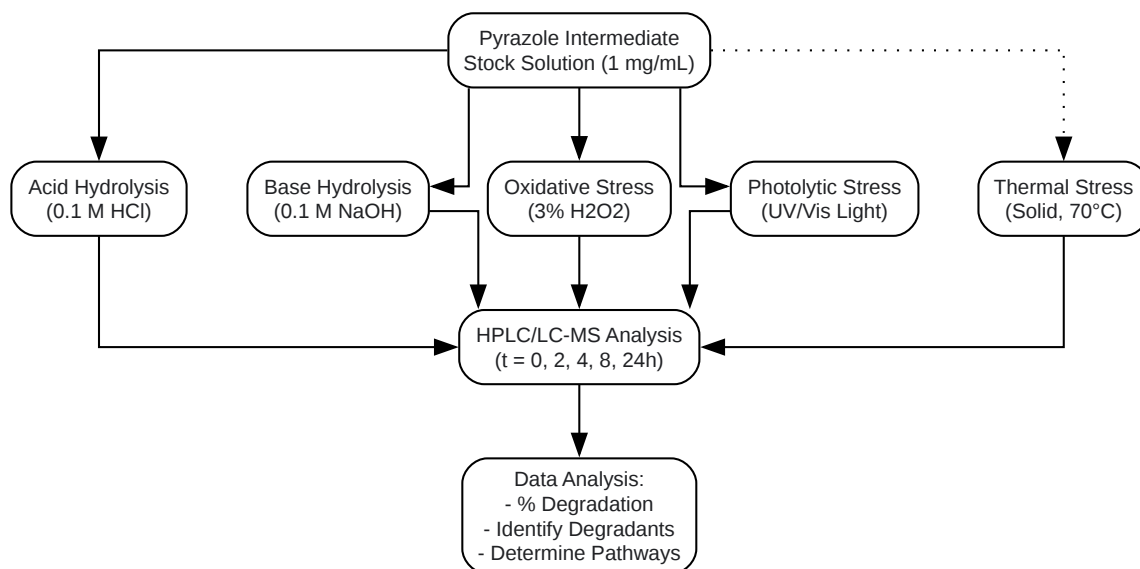 Pyrazole Intermediate
Stock Solution (1 mg/mL)
Acid Hydrolysis
(0.1 M HCl)
Base Hydrolysis
(0.1 M NaOH)
Oxidative Stress
(3% H2O2)
Photolytic Stress
(UV/Vis Light)
Thermal Stress
(Solid, 70°C)
HPLC/LC-MS Analysis
(t = 0, 2, 4, 8, 24h)
Data Analysis:
- % Degradation
- Identify Degradants
- Determine Pathways